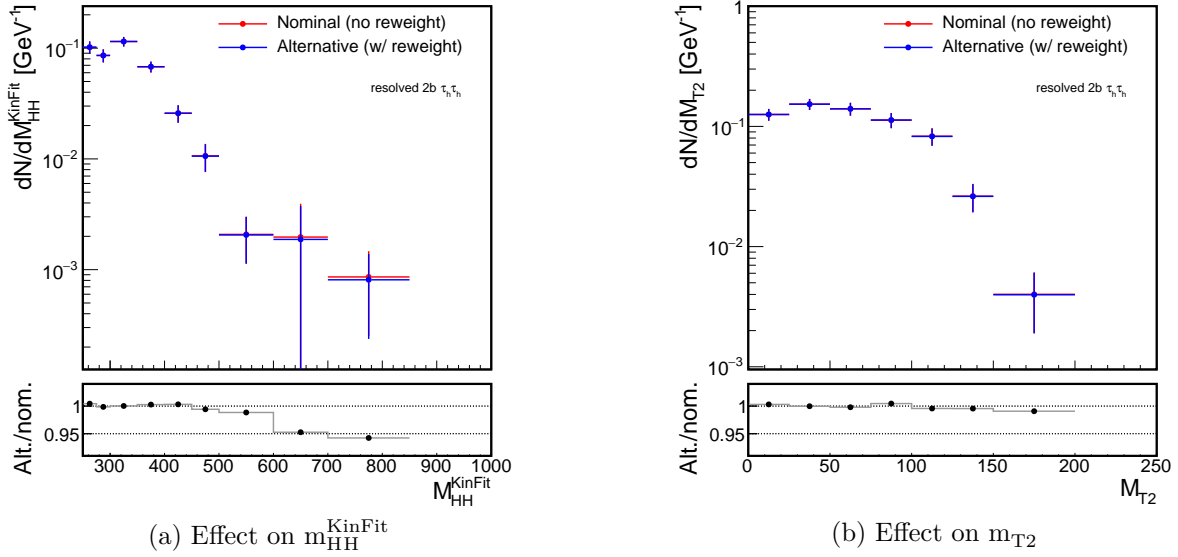 dN/dM_HH^KinFit [GeV⁻¹]
10⁻¹
10⁻²
10⁻³
Nominal (no reweight)
Alternative (w/ reweight)
resolved 2b τ_hτ_h
Alt./nom.
1
0.95
300 400 500 600 700 800 900 1000
M_HH^KinFit
(a) Effect on m_HH^KinFit
dN/dM_T2 [GeV⁻¹]
1
10⁻¹
10⁻²
10⁻³
Nominal (no reweight)
Alternative (w/ reweight)
resolved 2b τ_hτ_h
Alt./nom.
1
0.95
0 50 100 150 200 250
M_T2
(b) Effect on m_T2